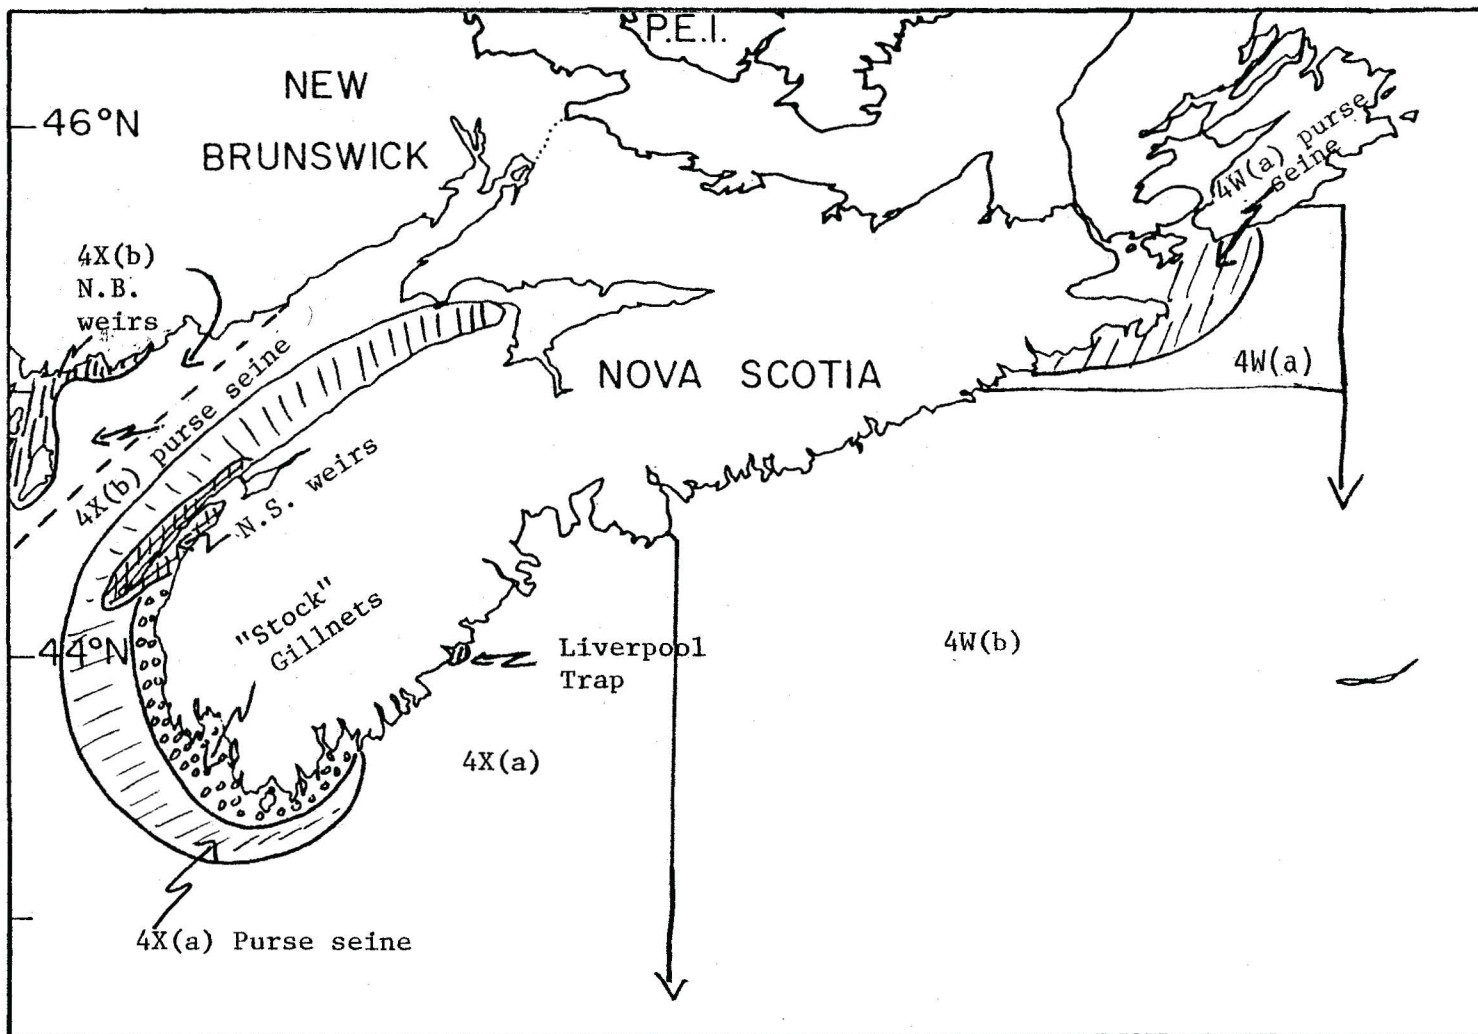 P.E.I.
NEW
BRUNSWICK
46°N
4W(a) purse
seine
4X(b)
N.B.
weirs
4X(b) purse seine
NOVA SCOTIA
4W(a)
N.S. weirs
"Stock"
Gillnets
44°N
Liverpool
Trap
4W(b)
4X(a)
4X(a) Purse seine